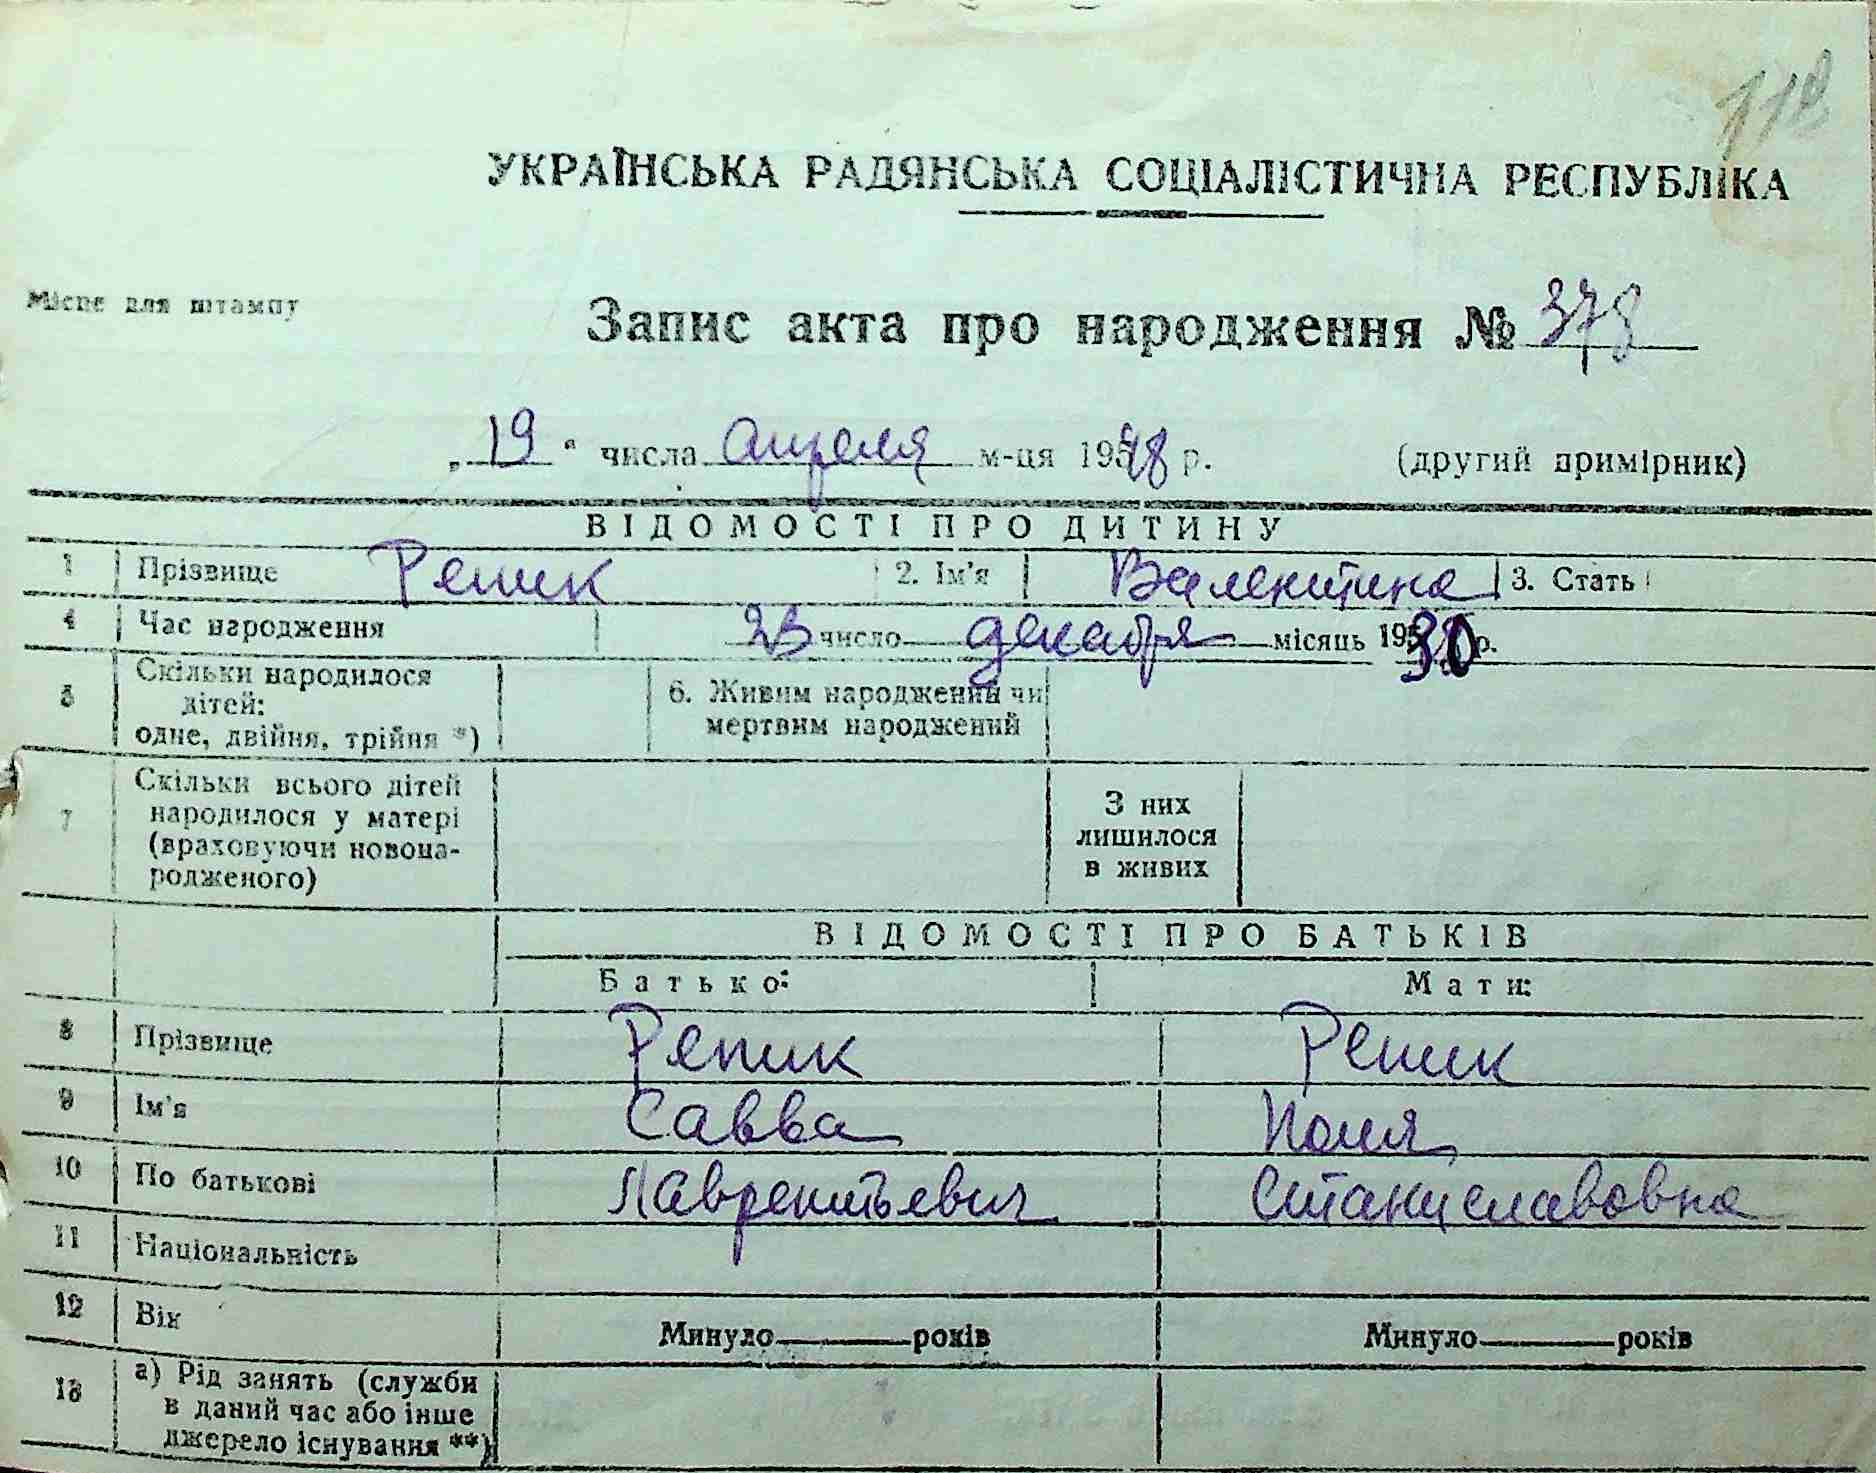 118
УКРАЇНСЬКА РАДЯНСЬКА СОЦІАЛІСТИЧНА РЕСПУБЛІКА
Місце для штампу
Запис акта про народження № 378
„ 19 “ числа апреля м-ця 1948 р. (другий примірник)
ВІДОМОСТІ ПРО ДИТИНУ
1 Прізвище Репик 2. Ім'я Валентина 3. Стать
4 Час народження 23 число декабря місяць 1930 р.
5 Скільки народилося
дітей:
одне, двійня, трійня *)
6. Живим народжений чи
мертвим народжений
7 Скільки всього дітей
народилося у матері
(враховуючи новона-
родженого)
З них
лишилося
в живих
ВІДОМОСТІ ПРО БАТЬКІВ
Батько: Мати:
8 Прізвище Репик Репик
9 Ім'я Савва Поля
10 По батькові Лаврентьевич Станиславовна
11 Національність
12 Вік Минуло років Минуло років
13 а) Рід занять (служби
в даний час або інше
джерело існування **)